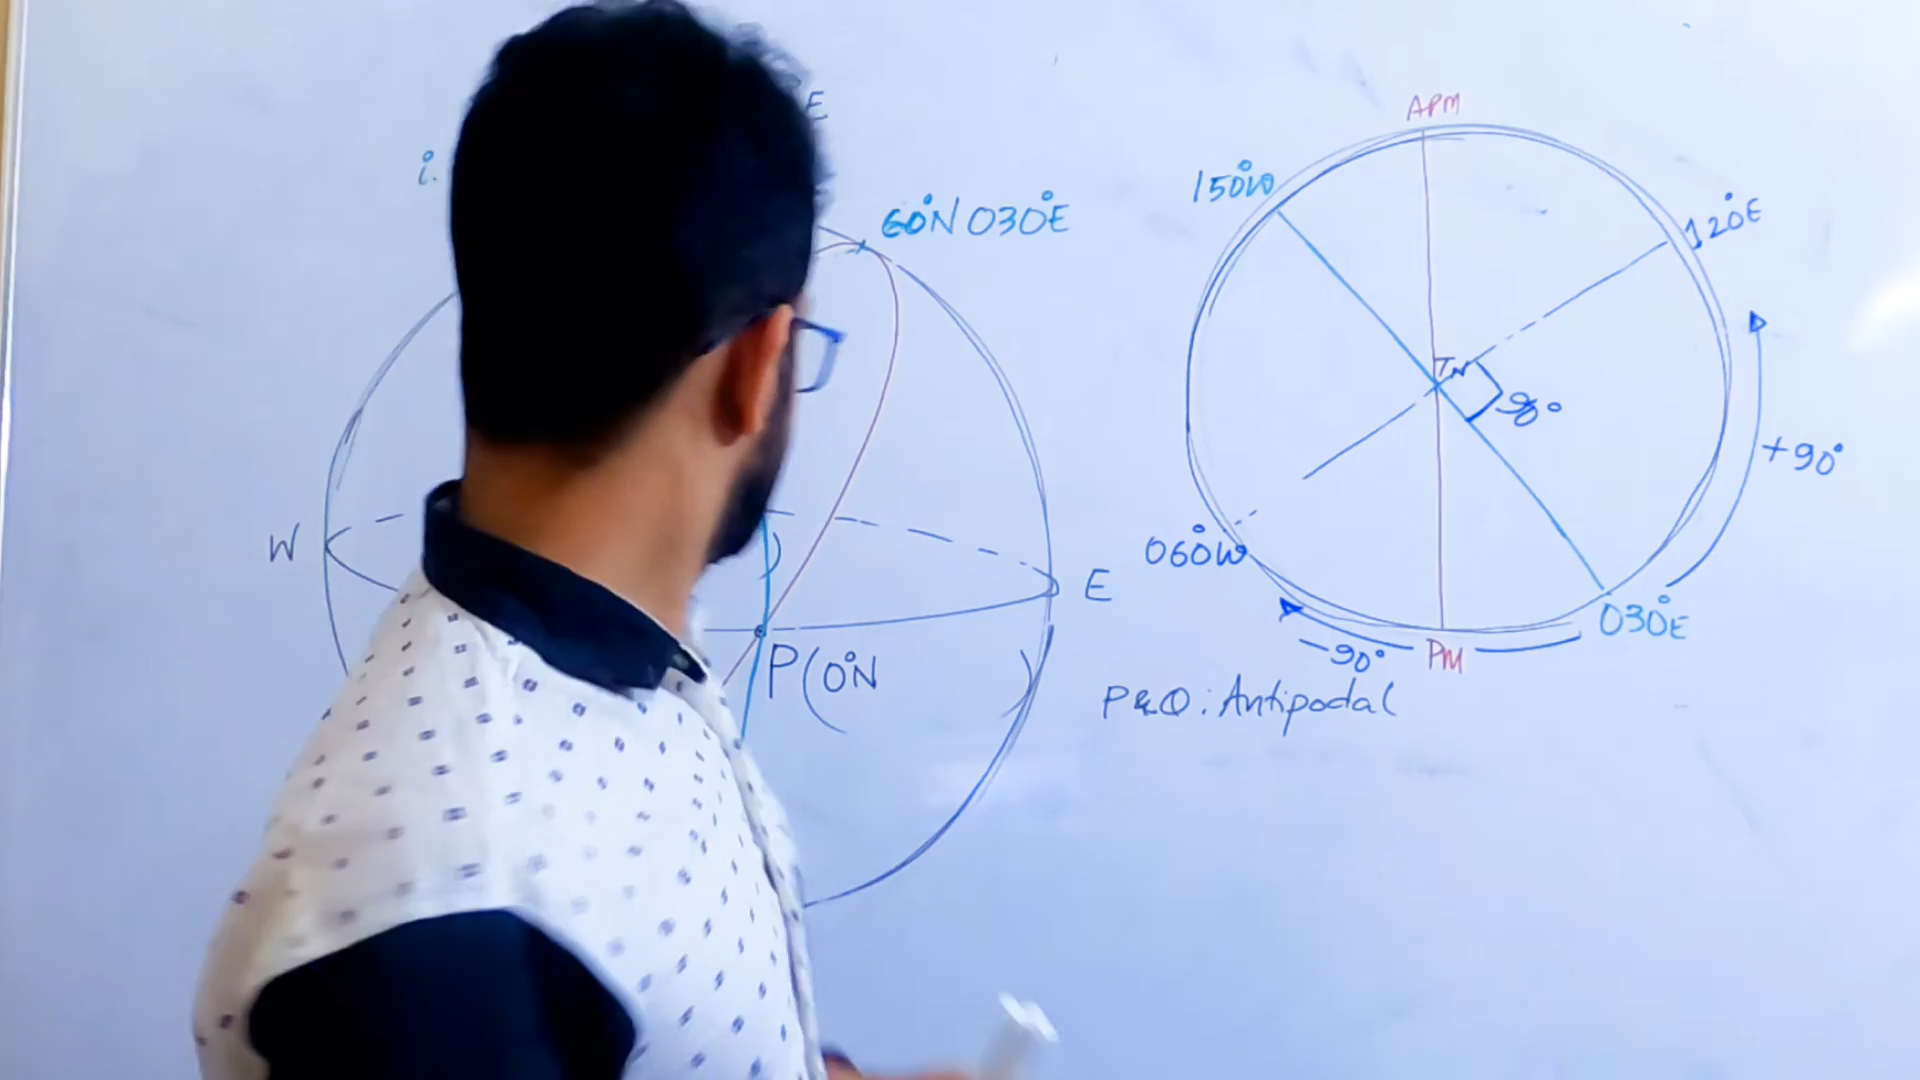 E
i.
60°N 030°E
W
E
P(0°N
APM
150°W
120°E
TN
90°
+90°
060°W
030°E
-90°
PM
P&Q: Antipodal